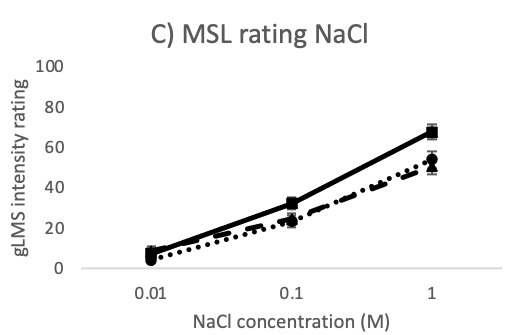 C) MSL rating NaCl
gLMS intensity rating
100
80
60
40
20
0
0.01 0.1 1
NaCl concentration (M)